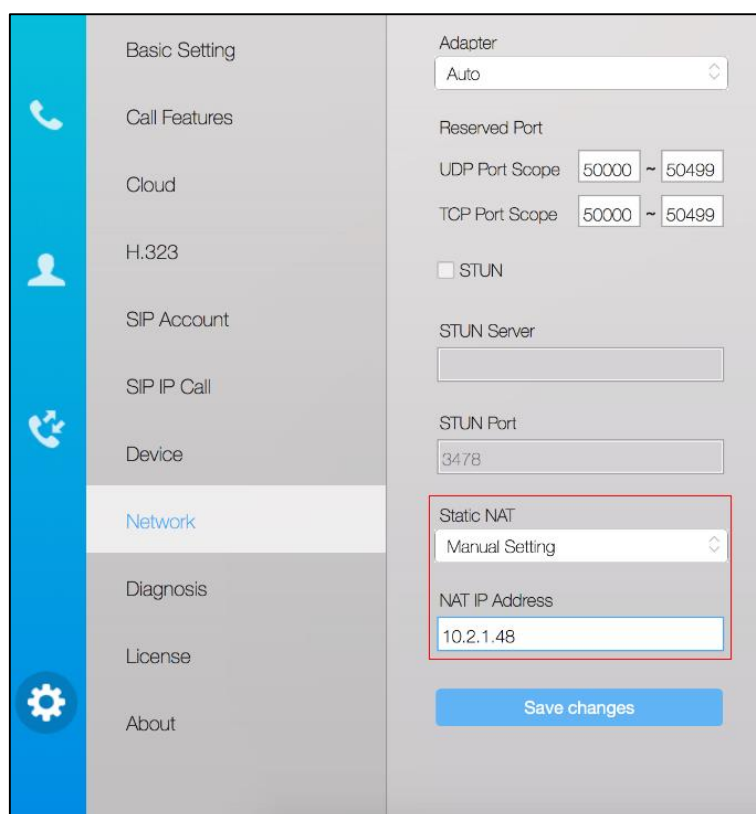 Basic Setting
Call Features
Cloud
H.323
SIP Account
SIP IP Call
Device
Network
Diagnosis
License
About
Adapter
Auto
Reserved Port
UDP Port Scope 50000 ~ 50499
TCP Port Scope 50000 ~ 50499
STUN
STUN Server
STUN Port
3478
Static NAT
Manual Setting
NAT IP Address
10.2.1.48
Save changes